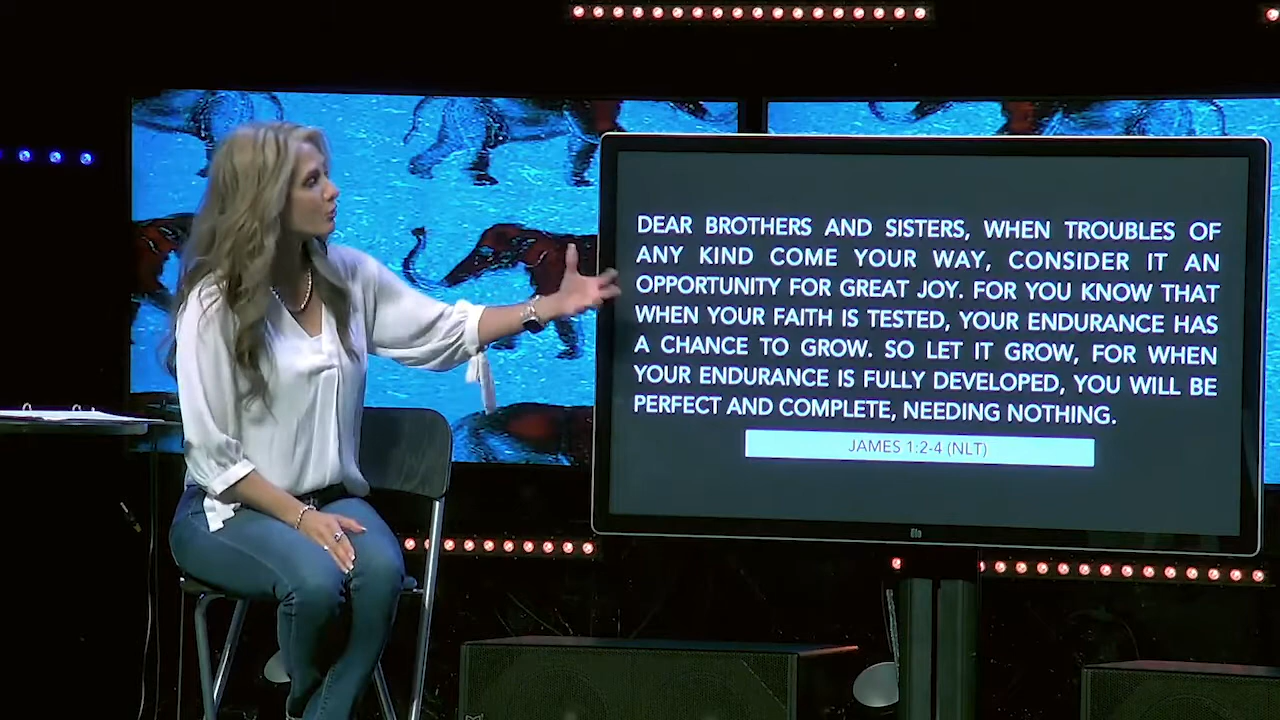 DEAR BROTHERS AND SISTERS, WHEN TROUBLES OF
ANY KIND COME YOUR WAY, CONSIDER IT AN
OPPORTUNITY FOR GREAT JOY. FOR YOU KNOW THAT
WHEN YOUR FAITH IS TESTED, YOUR ENDURANCE HAS
A CHANCE TO GROW. SO LET IT GROW, FOR WHEN
YOUR ENDURANCE IS FULLY DEVELOPED, YOU WILL BE
PERFECT AND COMPLETE, NEEDING NOTHING.
JAMES 1:2-4 (NLT)
elo